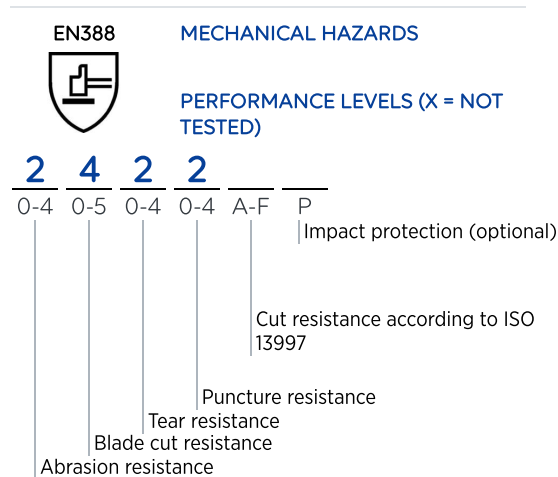 EN388
MECHANICAL HAZARDS
PERFORMANCE LEVELS (X = NOT
TESTED)
2 4 2 2
0-4 0-5 0-4 0-4 A-F P
Impact protection (optional)
Cut resistance according to ISO
13997
Puncture resistance
Tear resistance
Blade cut resistance
Abrasion resistance